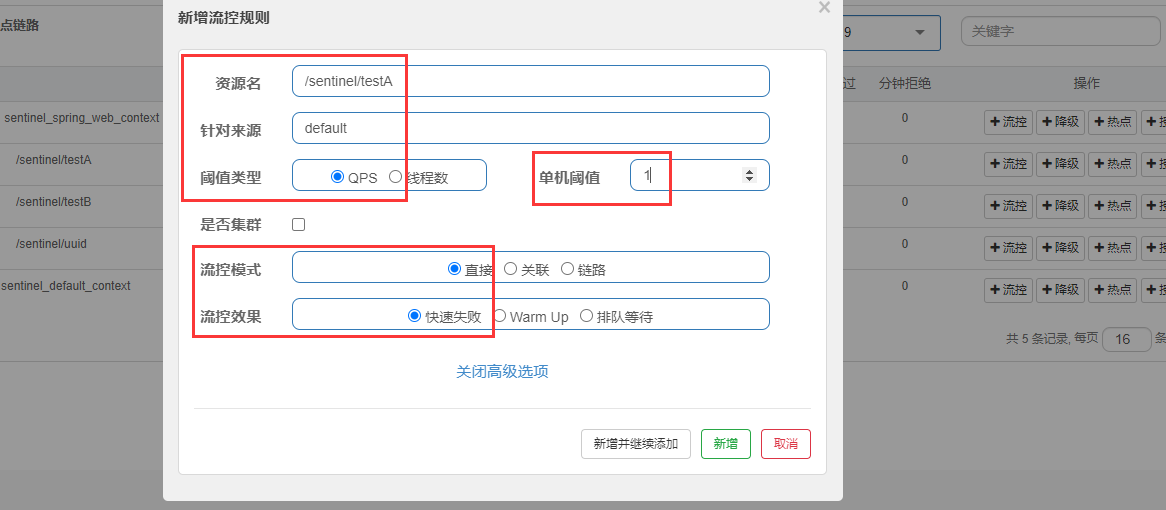 新增流控规则 ×
点链路
9 关键字
资源名 /sentinel/testA
针对来源 default
阈值类型 QPS 线程数 单机阈值 1
是否集群
流控模式 直接 关联 链路
流控效果 快速失败 Warm Up 排队等待
关闭高级选项
新增并继续添加 新增 取消
过 分钟拒绝 操作
sentinel_spring_web_context 0 流控 降级 热点
/sentinel/testA 流控 降级 热点
/sentinel/testB 0 流控 降级 热点
/sentinel/uuid 0 流控 降级 热点
sentinel_default_context 0 流控 降级 热点
共 5 条记录, 每页 16 条